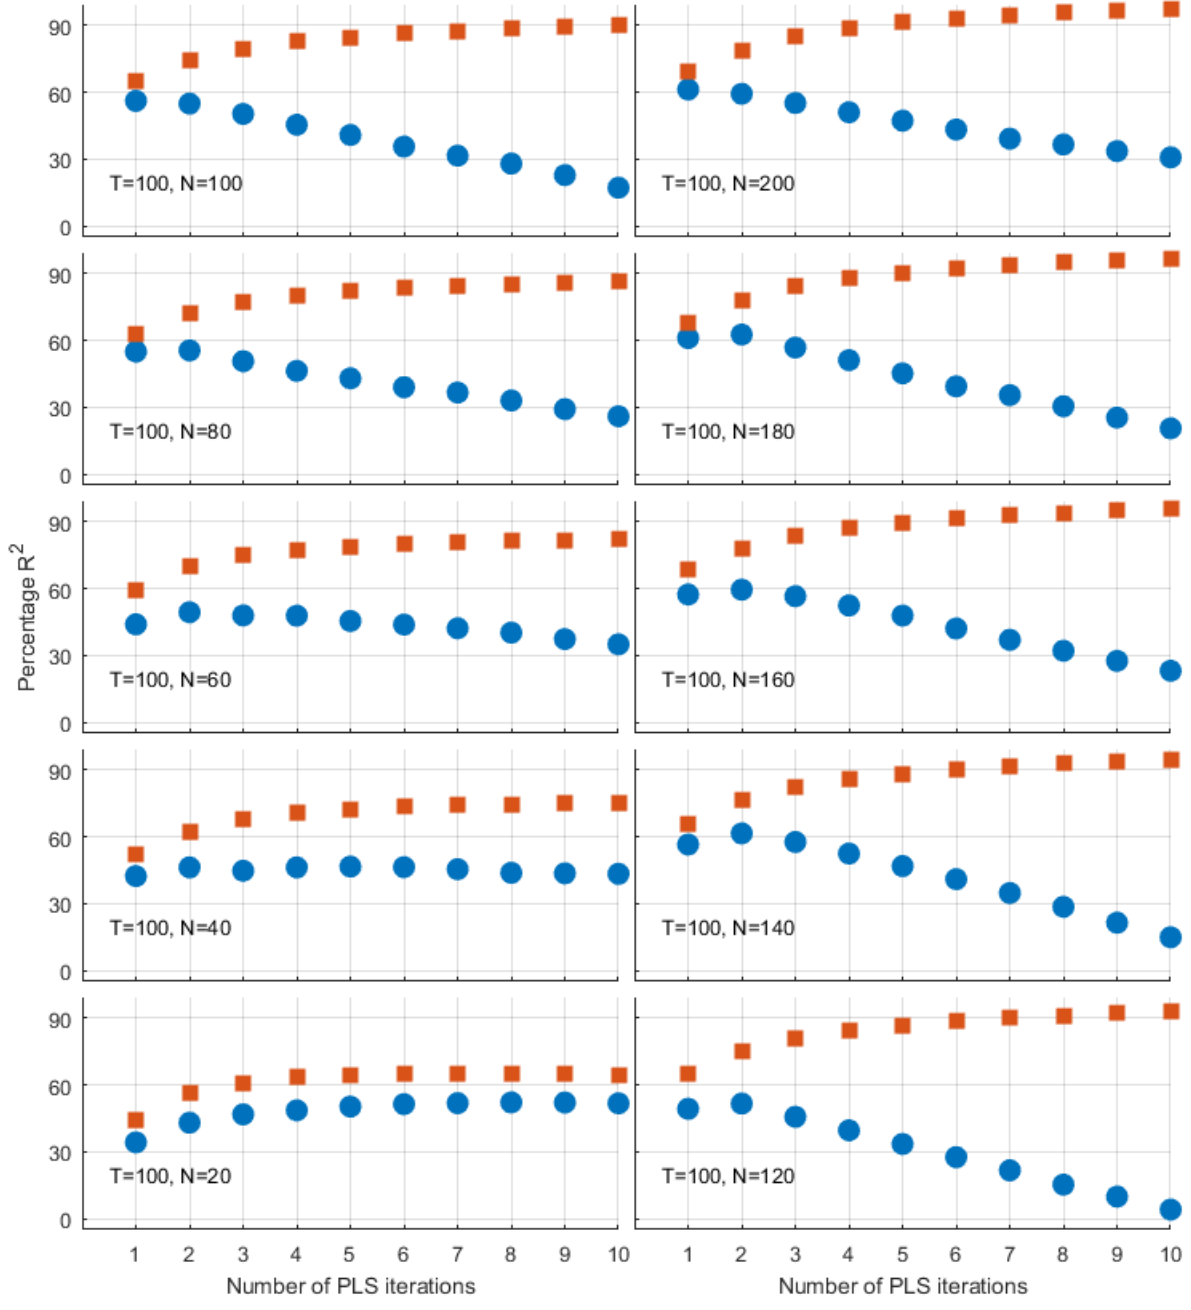 90
60
30
0
T=100, N=100
T=100, N=200
90
60
30
0
T=100, N=80
T=100, N=180
Percentage R²
90
60
30
0
T=100, N=60
T=100, N=160
90
60
30
0
T=100, N=40
T=100, N=140
90
60
30
0
T=100, N=20
T=100, N=120
1 2 3 4 5 6 7 8 9 10
1 2 3 4 5 6 7 8 9 10
Number of PLS iterations
Number of PLS iterations